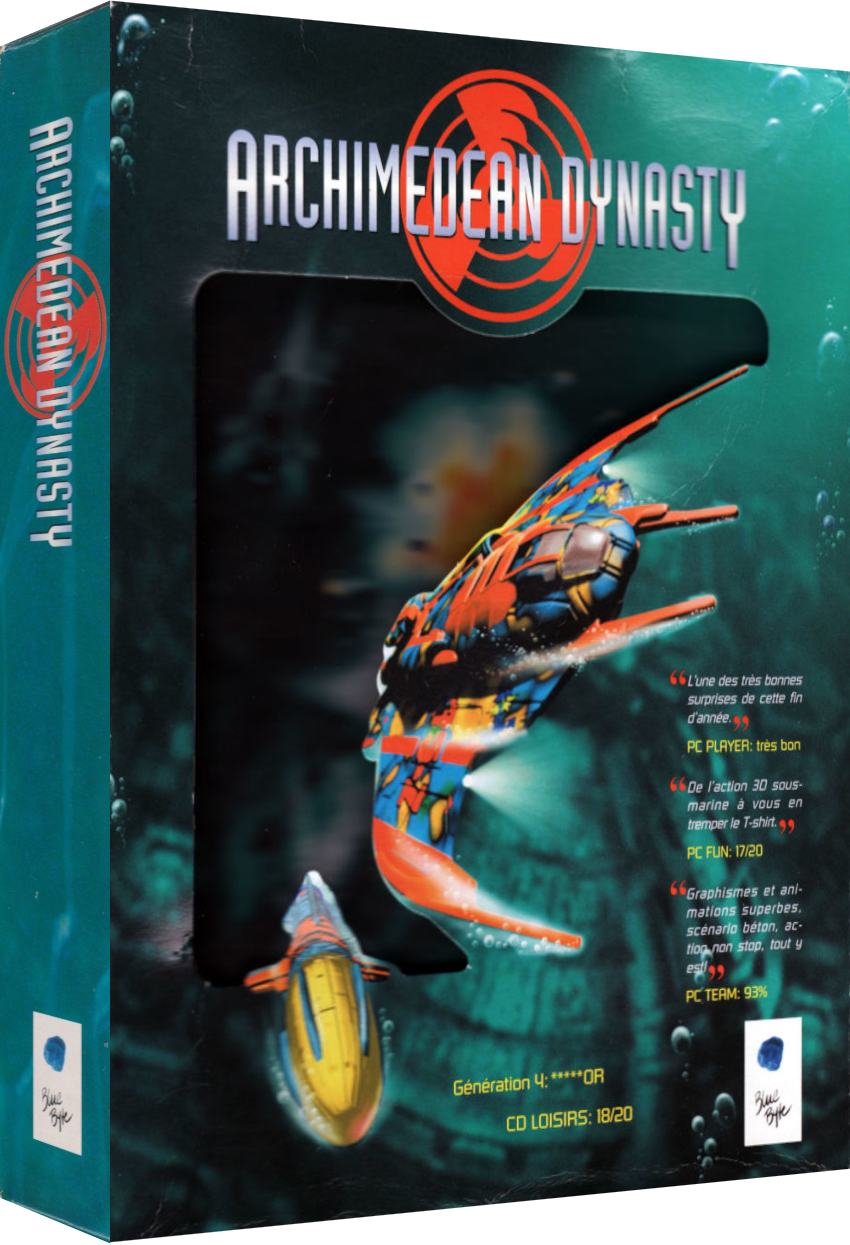 ARCHIMEDEAN DYNASTY
ARCHIMEDEAN DYNASTY
“L'une des très bonnes
surprises de cette fin
d'année.”
PC PLAYER: très bon
“De l'action 3D sous-
marine à vous en
tremper le T-shirt.”
PC FUN: 17/20
“Graphismes et ani-
mations superbes,
scénario béton, ac-
tion non stop, tout y
est!”
PC TEAM: 93%
Génération 4: *****OR
CD LOISIRS: 18/20
Blue
Byte
Blue
Byte